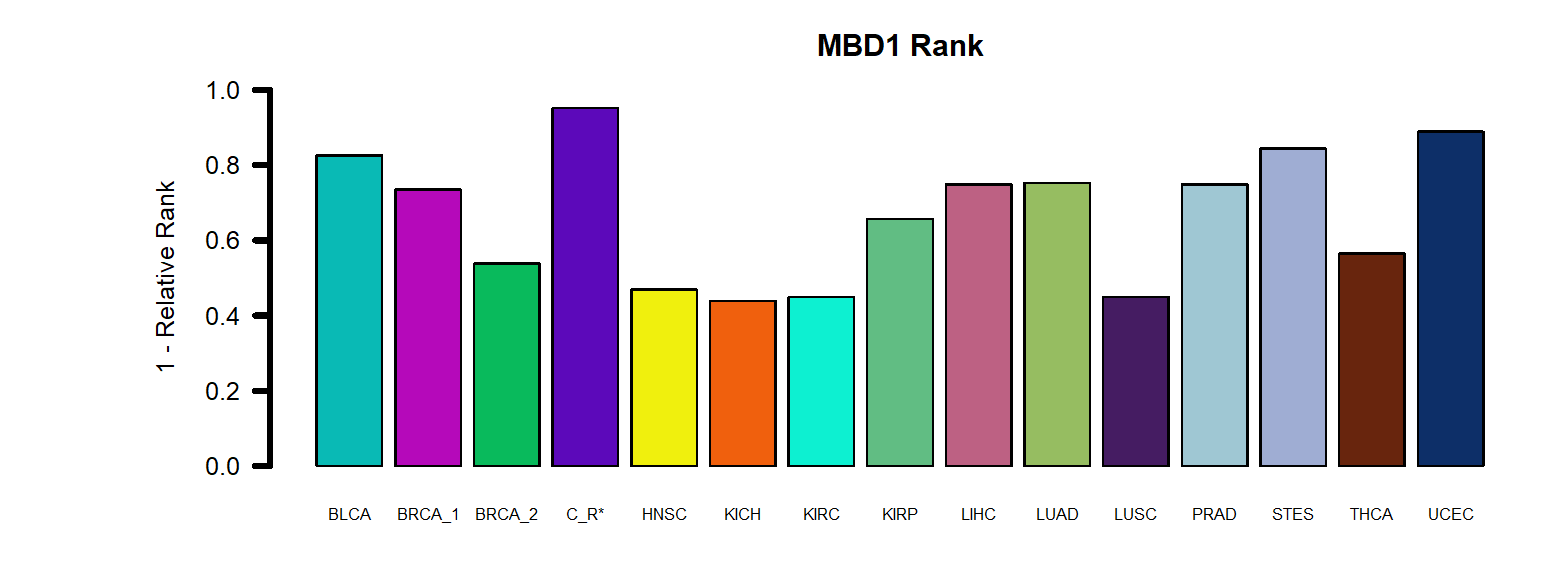 MBD1 Rank
1 - Relative Rank
1.0
0.8
0.6
0.4
0.2
0.0
BLCA BRCA_1 BRCA_2 C_R* HNSC KICH KIRC KIRP LIHC LUAD LUSC PRAD STES THCA UCEC